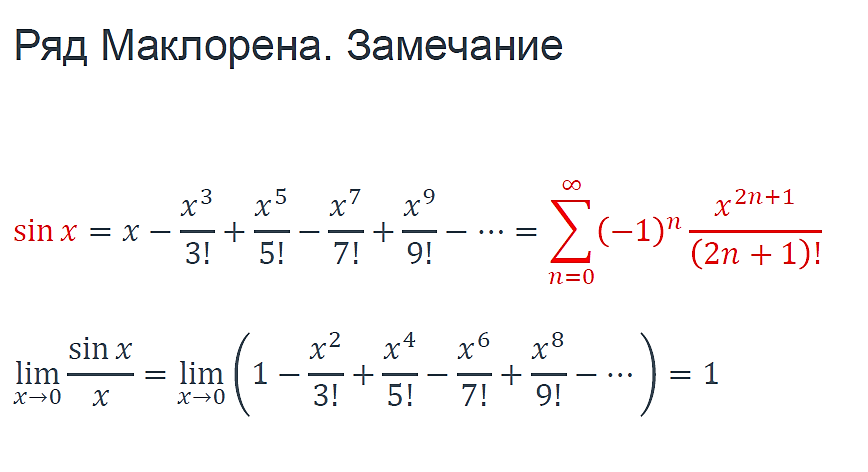 Ряд Маклорена. Замечание
sin x = x − x³/3! + x⁵/5! − x⁷/7! + x⁹/9! − ⋯ = ∑_{n=0}^{∞} (−1)ⁿ x^{2n+1}/(2n + 1)!
lim_{x→0} sin x/x = lim_{x→0} (1 − x²/3! + x⁴/5! − x⁶/7! + x⁸/9! − ⋯) = 1